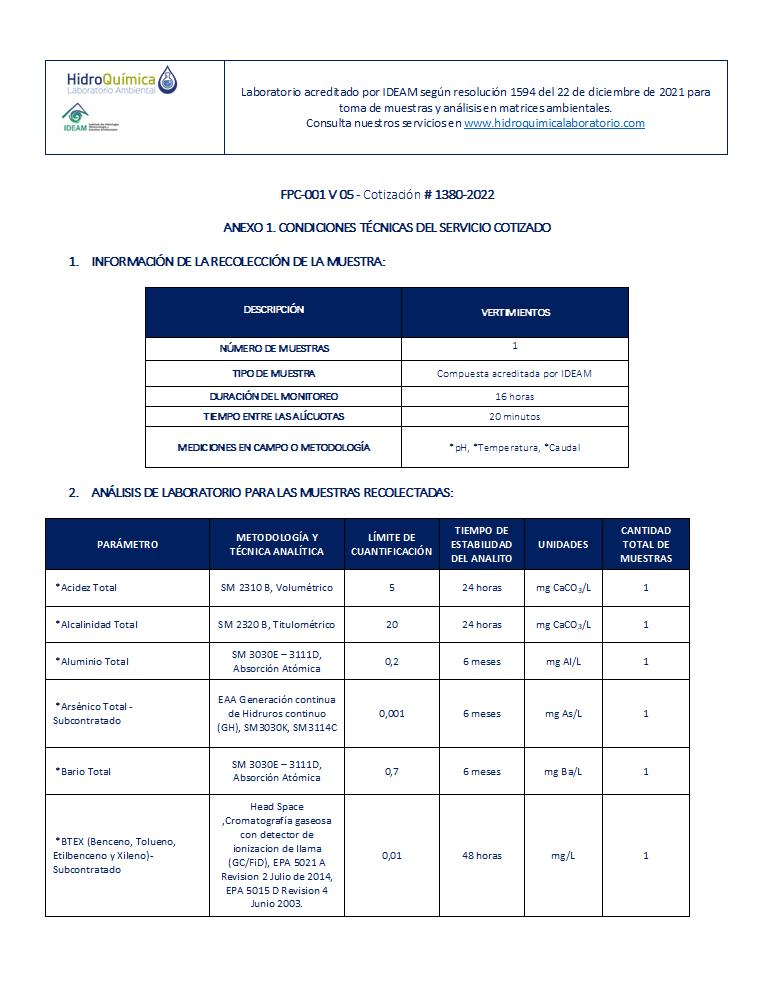 HidroQuímica
Laboratorio Ambiental
IDEAM
Laboratorio acreditado por IDEAM según resolución 1594 del 22 de diciembre de 2021 para
toma de muestras y análisis en matrices ambientales.
Consulta nuestros servicios en www.hidroquimicalaboratorio.com
FPC-001 V 05 - Cotización # 1380-2022
ANEXO 1. CONDICIONES TÉCNICAS DEL SERVICIO COTIZADO
1. INFORMACIÓN DE LA RECOLECCIÓN DE LA MUESTRA:
DESCRIPCIÓN VERTIMIENTOS
NÚMERO DE MUESTRAS 1
TIPO DE MUESTRA Compuesta acreditada por IDEAM
DURACIÓN DEL MONITOREO 16 horas
TIEMPO ENTRE LAS ALÍCUOTAS 20 minutos
MEDICIONES EN CAMPO O METODOLOGÍA *pH, *Temperatura, *Caudal
2. ANÁLISIS DE LABORATORIO PARA LAS MUESTRAS RECOLECTADAS:
PARÁMETRO
METODOLOGÍA Y
TÉCNICA ANALÍTICA
LÍMITE DE
CUANTIFICACIÓN
TIEMPO DE
ESTABILIDAD
DEL ANALITO
UNIDADES
CANTIDAD
TOTAL DE
MUESTRAS
*Acidez Total SM 2310 B, Volumétrico 5 24 horas mg CaCO₃/L 1
*Alcalinidad Total SM 2320 B, Titulométrico 20 24 horas mg CaCO₃/L 1
*Aluminio Total
SM 3030E – 3111D,
Absorción Atómica
0,2 6 meses mg Al/L 1
*Arsénico Total -
Subcontratado
EAA Generación continua
de Hidruros continuo
(GH), SM3030K, SM3114C
0,001 6 meses mg As/L 1
*Bario Total
SM 3030E – 3111D,
Absorción Atómica
0,7 6 meses mg Ba/L 1
*BTEX (Benceno, Tolueno,
Etilbenceno y Xileno)-
Subcontratado
Head Space
,Cromatografía gaseosa
con detector de
ionizacion de llama
(GC/FiD), EPA 5021 A
Revision 2 Julio de 2014,
EPA 5015 D Revision 4
Junio 2003.
0,01 48 horas mg/L 1